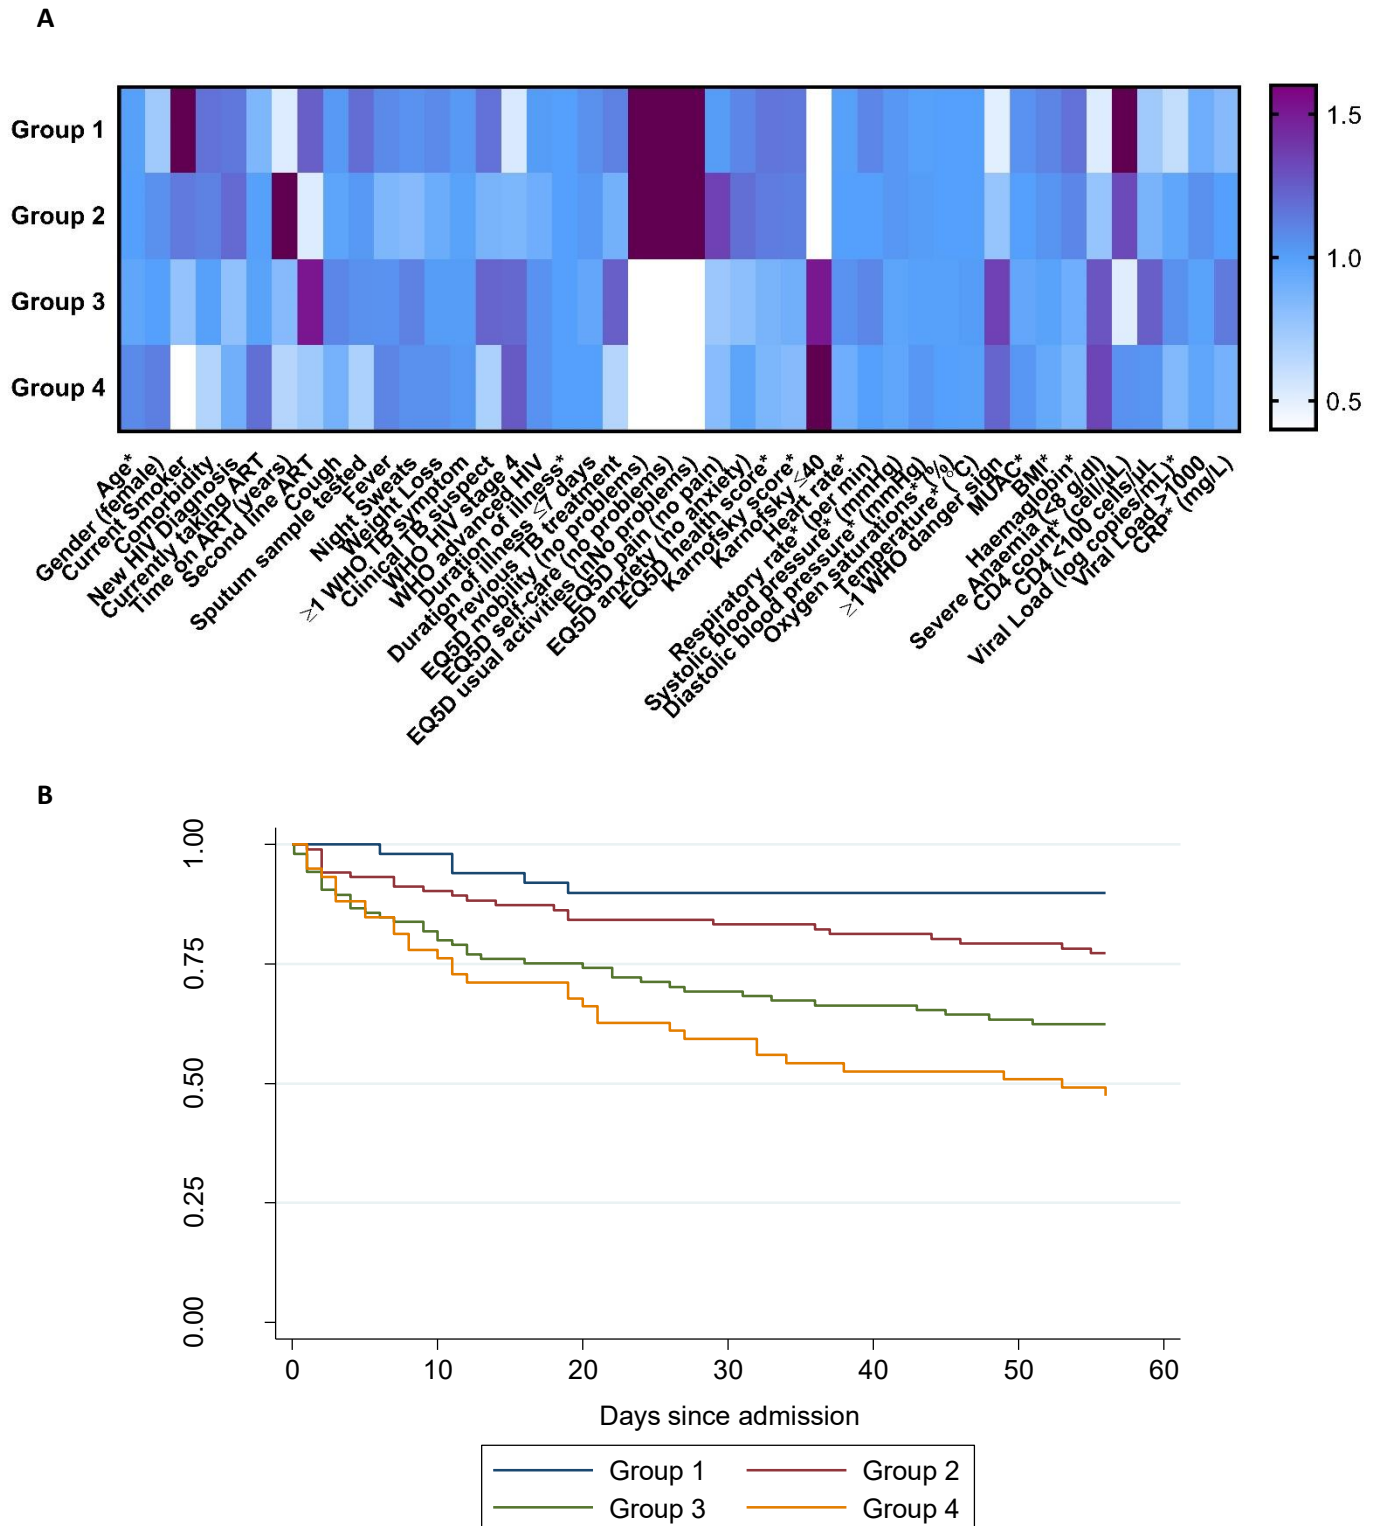 A
Group 1
Group 2
Group 3
Group 4
1.5
1.0
0.5
Age*
Gender (female)
Current Smoker
Comorbidity
New HIV Diagnosis
Currently taking ART
Time on ART (years)
Second line ART
Cough
Sputum sample tested
Fever
Night Sweats
Weight Loss
≥1 WHO TB symptom
Clinical TB suspect
WHO HIV stage 4
WHO advanced HIV
Duration of illness*
Duration of illness ≤7 days
Previous TB treatment
EQ5D mobility (no problems)
EQ5D self-care (no problems)
EQ5D usual activities (nNo problems)
EQ5D pain (no pain)
EQ5D anxiety (no anxiety)
EQ5D health score*
Karnofsky score*
Karnofsky ≤40
Heart rate*
Respiratory rate* (per min)
Systolic blood pressure* (mmHg)
Diastolic blood pressure* (mmHg)
Oxygen saturations* (%)
Temperature* (°C)
≥1 WHO danger sign
MUAC*
BMI*
Haemaglobin*
Severe Anaemia (<8 g/dl)
CD4 count* (cell/µL)
CD4 <100 cells/µL
Viral Load (log copies/mL)*
Viral Load >1000
CRP* (mg/L)
B
1.00
0.75
0.50
0.25
0.00
0 10 20 30 40 50 60
Days since admission
Group 1 Group 2
Group 3 Group 4